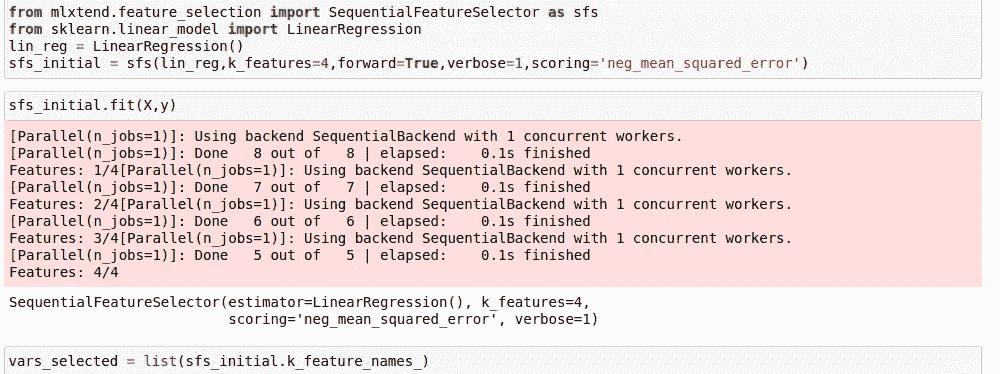 from mlxtend.feature_selection import SequentialFeatureSelector as sfs
from sklearn.linear_model import LinearRegression
lin_reg = LinearRegression()
sfs_initial = sfs(lin_reg,k_features=4,forward=True,verbose=1,scoring='neg_mean_squared_error')
sfs_initial.fit(X,y)
[Parallel(n_jobs=1)]: Using backend SequentialBackend with 1 concurrent workers.
[Parallel(n_jobs=1)]: Done   8 out of   8 | elapsed:    0.1s finished
Features: 1/4[Parallel(n_jobs=1)]: Using backend SequentialBackend with 1 concurrent workers.
[Parallel(n_jobs=1)]: Done   7 out of   7 | elapsed:    0.1s finished
Features: 2/4[Parallel(n_jobs=1)]: Using backend SequentialBackend with 1 concurrent workers.
[Parallel(n_jobs=1)]: Done   6 out of   6 | elapsed:    0.1s finished
Features: 3/4[Parallel(n_jobs=1)]: Using backend SequentialBackend with 1 concurrent workers.
[Parallel(n_jobs=1)]: Done   5 out of   5 | elapsed:    0.1s finished
Features: 4/4
SequentialFeatureSelector(estimator=LinearRegression(), k_features=4,
                          scoring='neg_mean_squared_error', verbose=1)
vars_selected = list(sfs_initial.k_feature_names_)